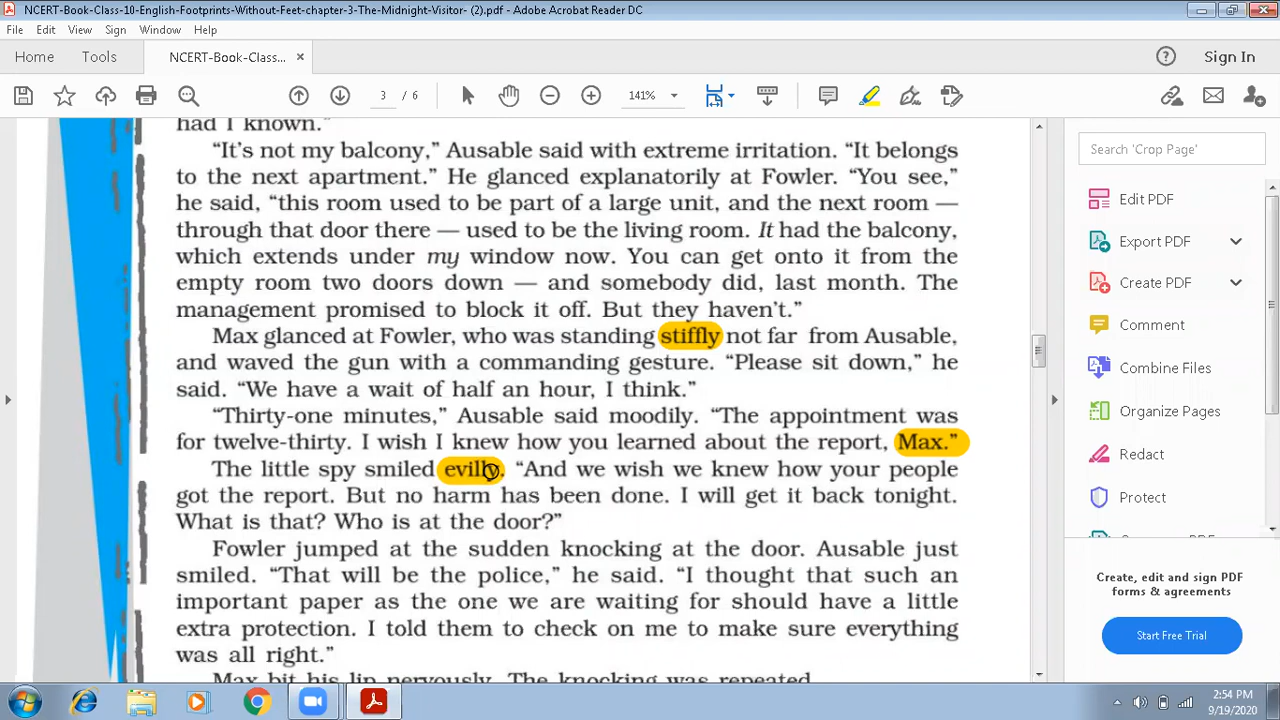 NCERT-Book-Class-10-English-Footprints-Without-Feet-chapter-3-The-Midnight-Visitor- (2).pdf - Adobe Acrobat Reader DC
File Edit View Sign Window Help
Home Tools NCERT-Book-Class... × Sign In
3 / 6 141%
had I known."
"It's not my balcony," Ausable said with extreme irritation. "It belongs
to the next apartment." He glanced explanatorily at Fowler. "You see,"
he said, "this room used to be part of a large unit, and the next room —
through that door there — used to be the living room. It had the balcony,
which extends under my window now. You can get onto it from the
empty room two doors down — and somebody did, last month. The
management promised to block it off. But they haven't."
Max glanced at Fowler, who was standing stiffly not far from Ausable,
and waved the gun with a commanding gesture. "Please sit down," he
said. "We have a wait of half an hour, I think."
"Thirty-one minutes," Ausable said moodily. "The appointment was
for twelve-thirty. I wish I knew how you learned about the report, Max."
The little spy smiled evilly. "And we wish we knew how your people
got the report. But no harm has been done. I will get it back tonight.
What is that? Who is at the door?"
Fowler jumped at the sudden knocking at the door. Ausable just
smiled. "That will be the police," he said. "I thought that such an
important paper as the one we are waiting for should have a little
extra protection. I told them to check on me to make sure everything
was all right."
Max bit his lip nervously. The knocking was repeated.
Search 'Crop Page'
Edit PDF
Export PDF
Create PDF
Comment
Combine Files
Organize Pages
Redact
Protect
Create, edit and sign PDF
forms & agreements
Start Free Trial
2:54 PM
9/19/2020